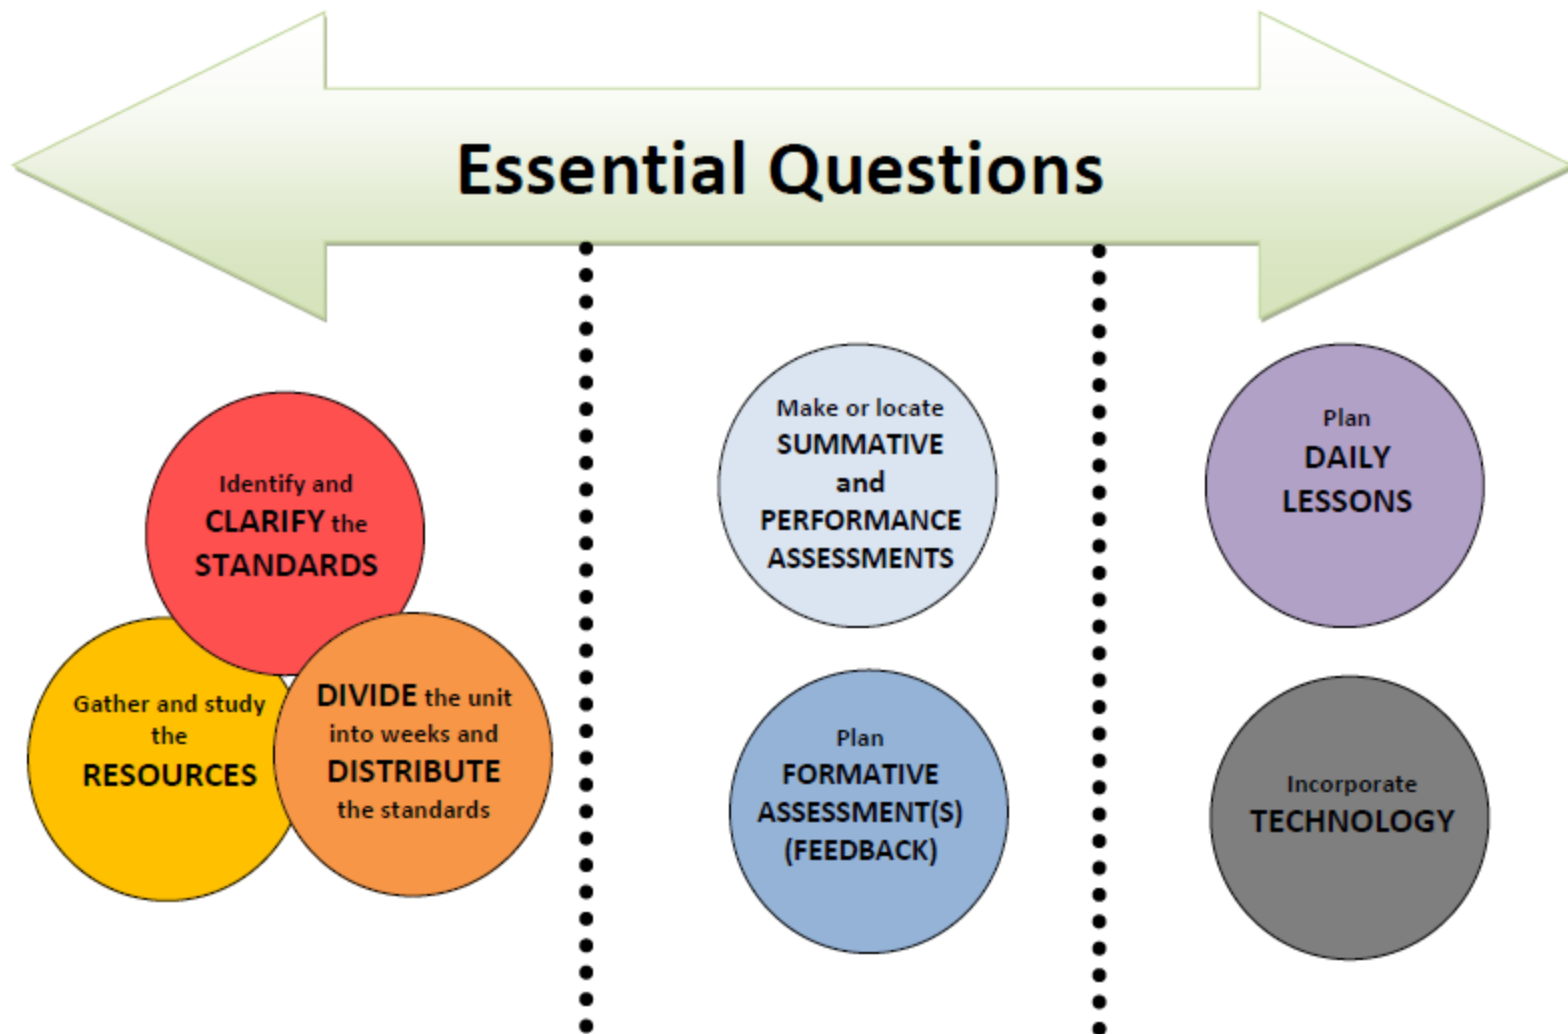 Essential Questions
Identify and
CLARIFY the
STANDARDS
Gather and study
the
RESOURCES
DIVIDE the unit
into weeks and
DISTRIBUTE
the standards
Make or locate
SUMMATIVE
and
PERFORMANCE
ASSESSMENTS
Plan
FORMATIVE
ASSESSMENT(S)
(FEEDBACK)
Plan
DAILY
LESSONS
Incorporate
TECHNOLOGY